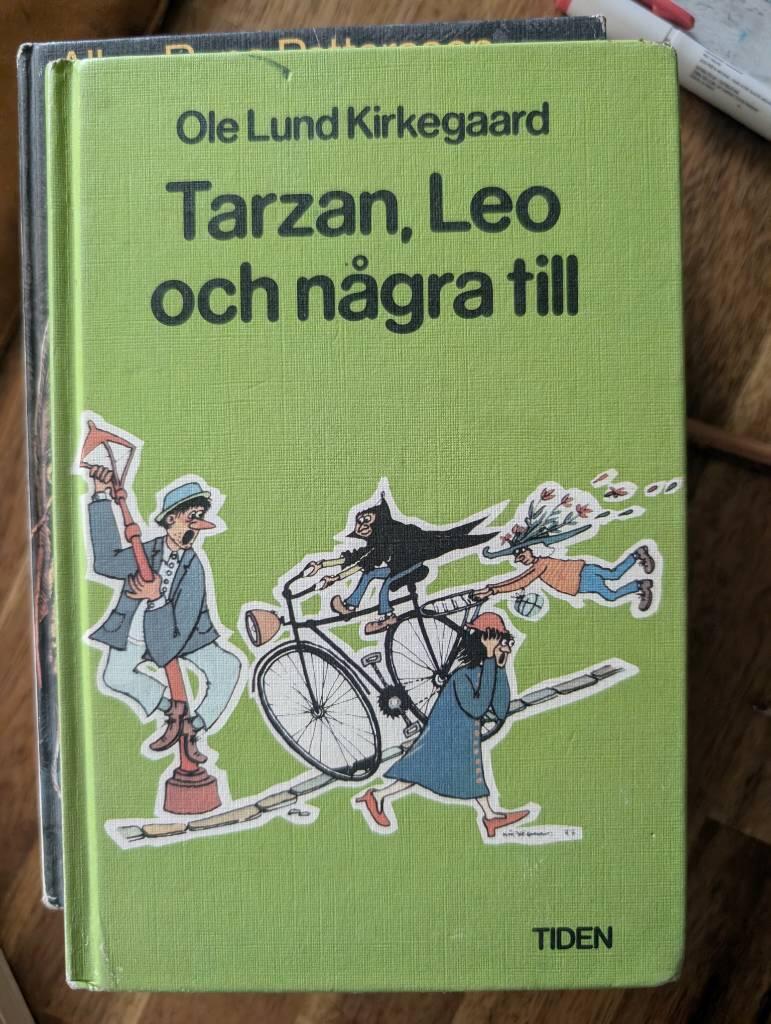 Ole Lund Kirkegaard
Tarzan, Leo
och några till
TIDEN